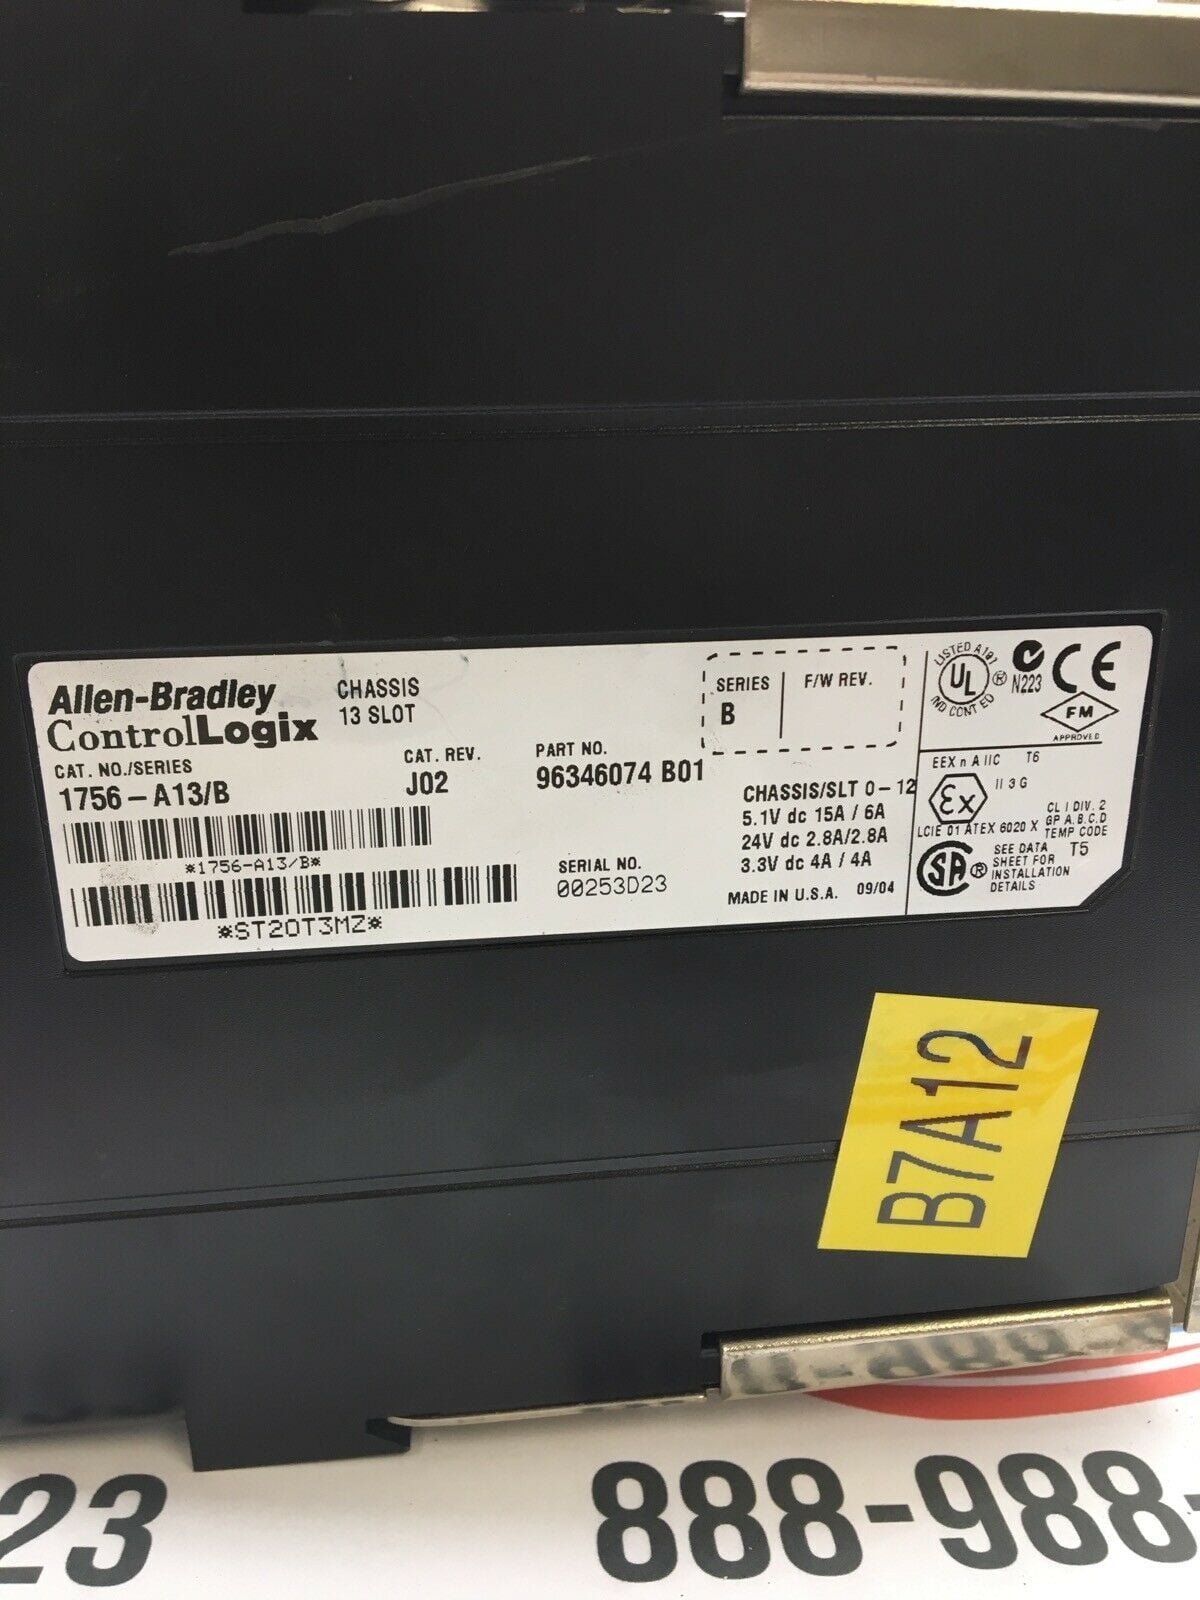 Allen-Bradley
ControlLogix
CHASSIS
13 SLOT
CAT. NO./SERIES
1756-A13/B
CAT. REV.
J02
PART NO.
96346074 B01
*1756-A13/B*
*ST20T3MZ*
SERIAL NO.
00253D23
SERIES
B
F/W REV.
CHASSIS/SLT 0-12
5.1V dc 15A / 6A
24V dc 2.8A/2.8A
3.3V dc 4A / 4A
MADE IN U.S.A. 09/04
LISTED A197
UL ®
IND CONT EQ
N223
CE
FM
APPROVED
EEX n A IIC T6
Ex II 3 G
LCIE 01 ATEX 6020 X
CL I DIV. 2
GP A,B,C,D
TEMP CODE
T5
SA ®
SEE DATA
SHEET FOR
INSTALLATION
DETAILS
B7A12
23
888-988-